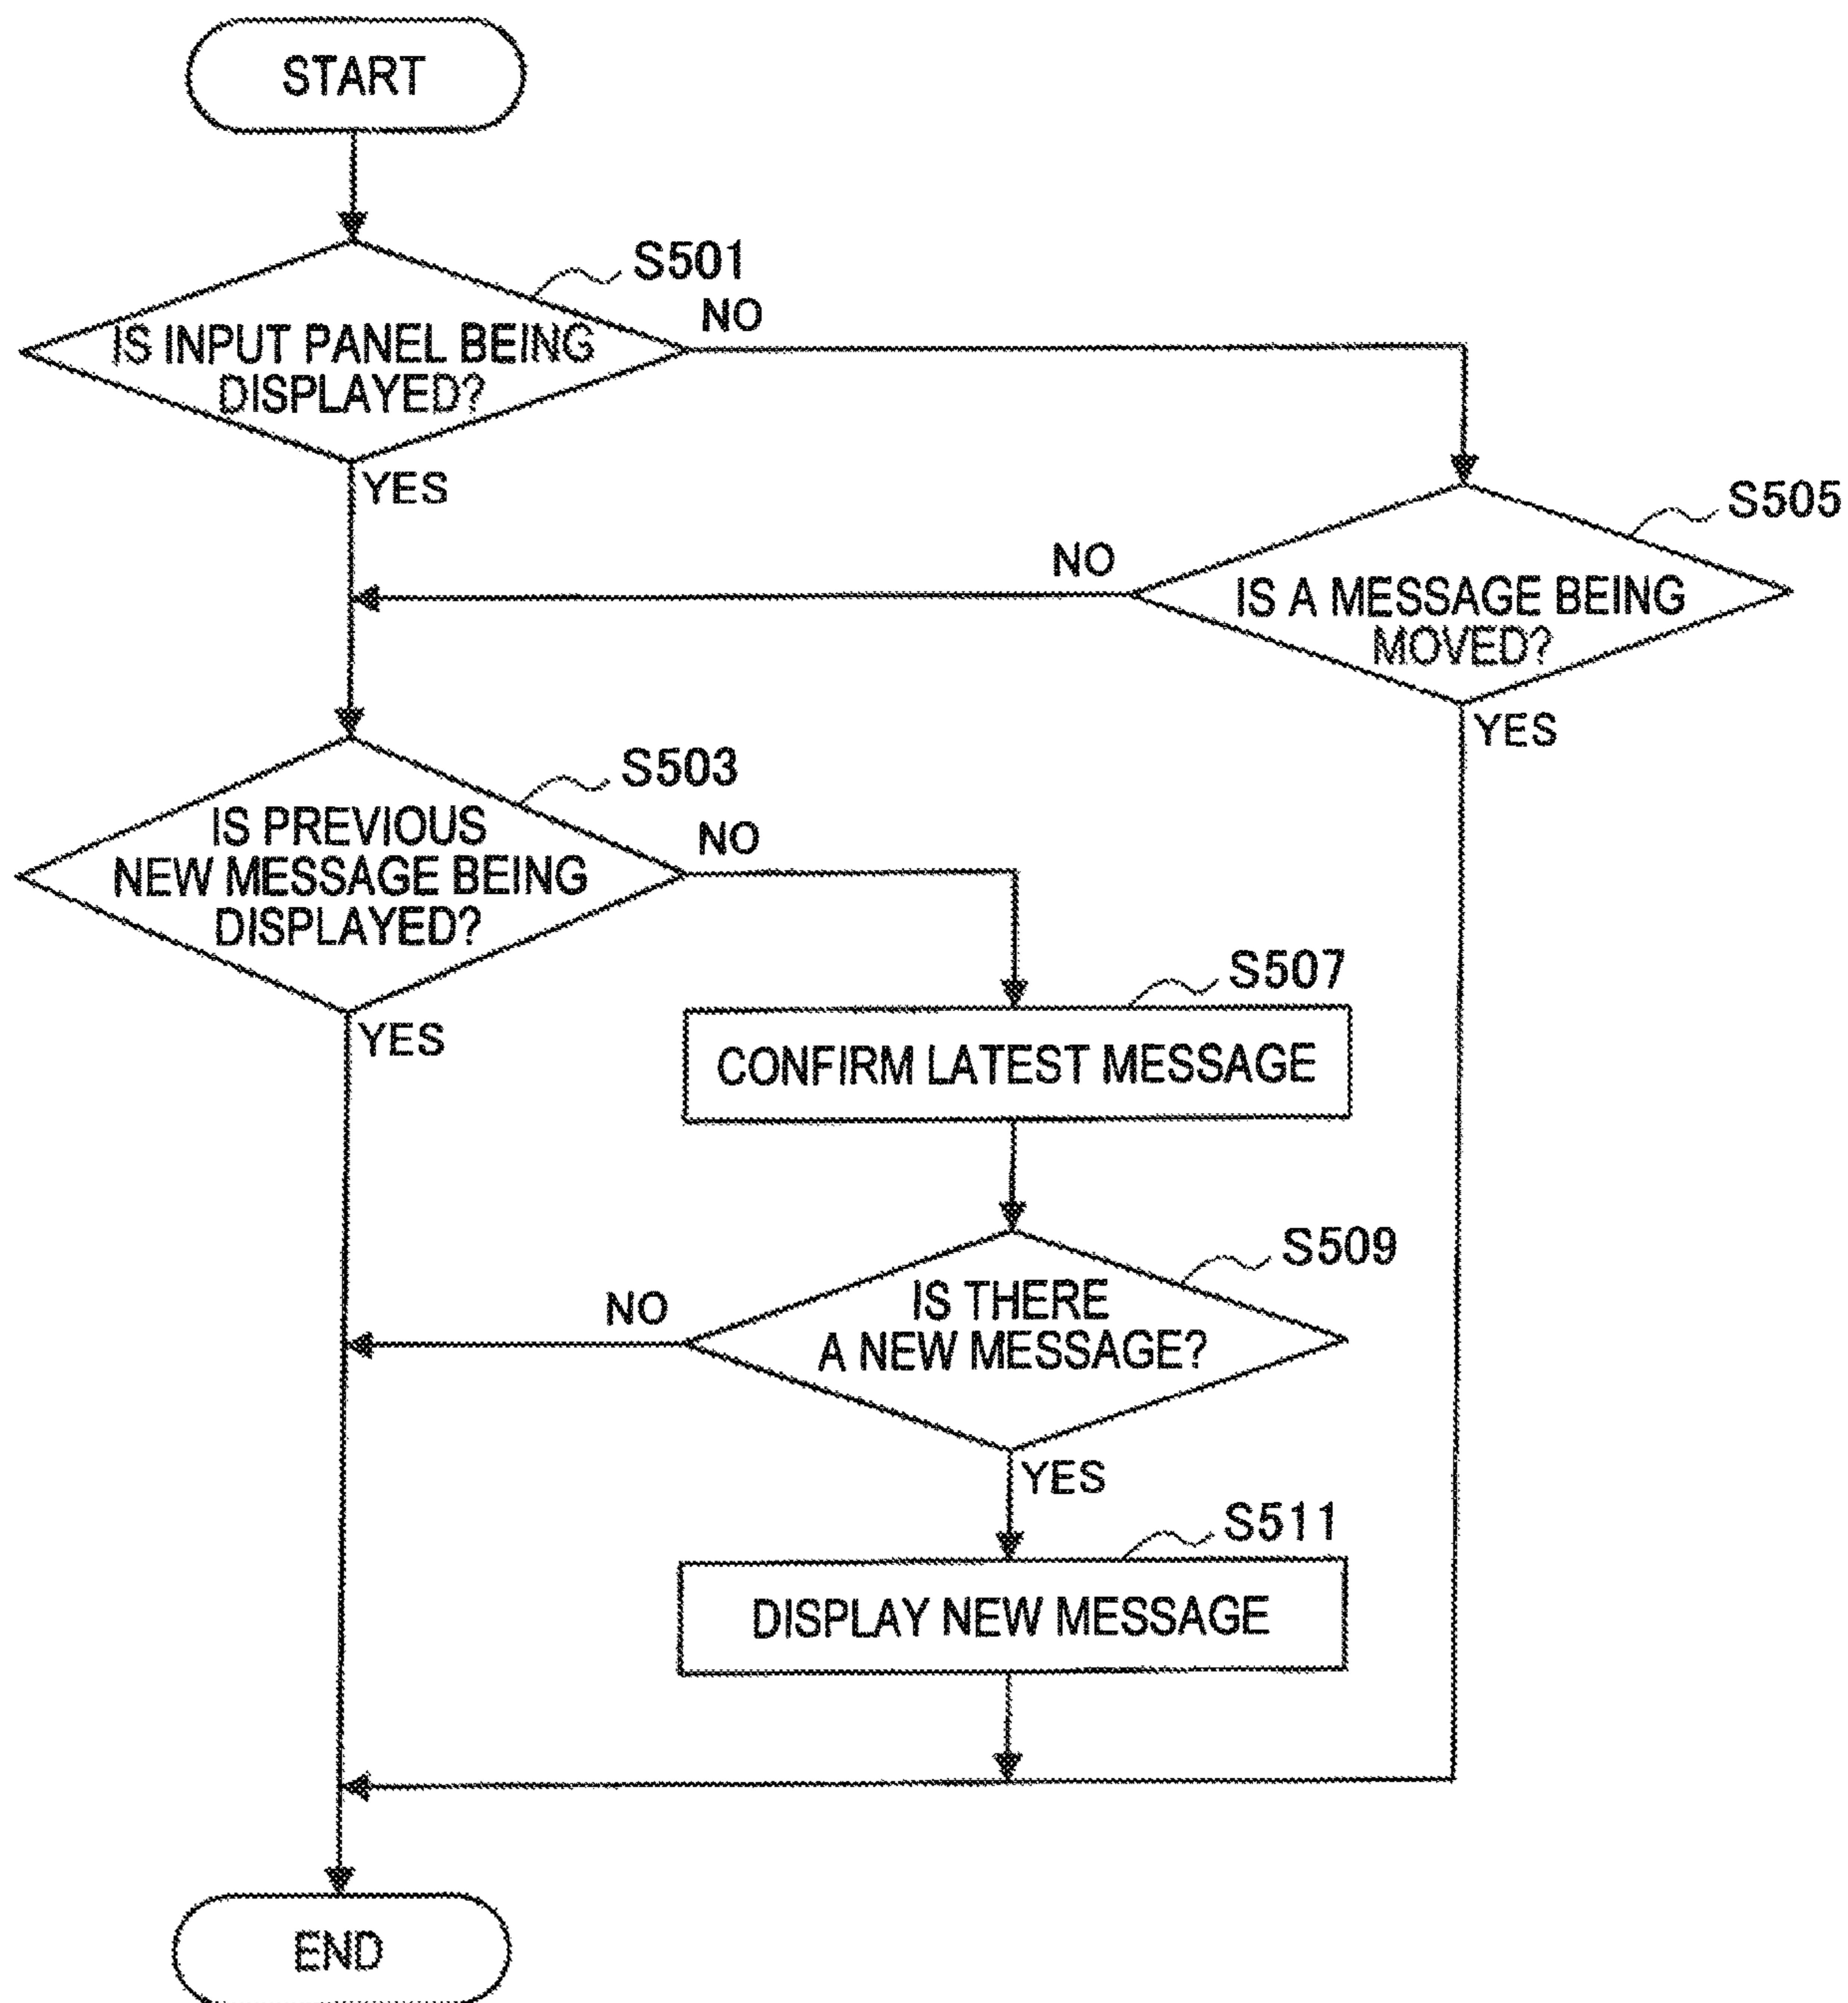 START
S501
NO
IS INPUT PANEL BEING
DISPLAYED?
YES
S505
NO
IS A MESSAGE BEING
MOVED?
YES
S503
IS PREVIOUS
NEW MESSAGE BEING
DISPLAYED?
NO
YES
S507
CONFIRM LATEST MESSAGE
S509
IS THERE
A NEW MESSAGE?
NO
YES
S511
DISPLAY NEW MESSAGE
END